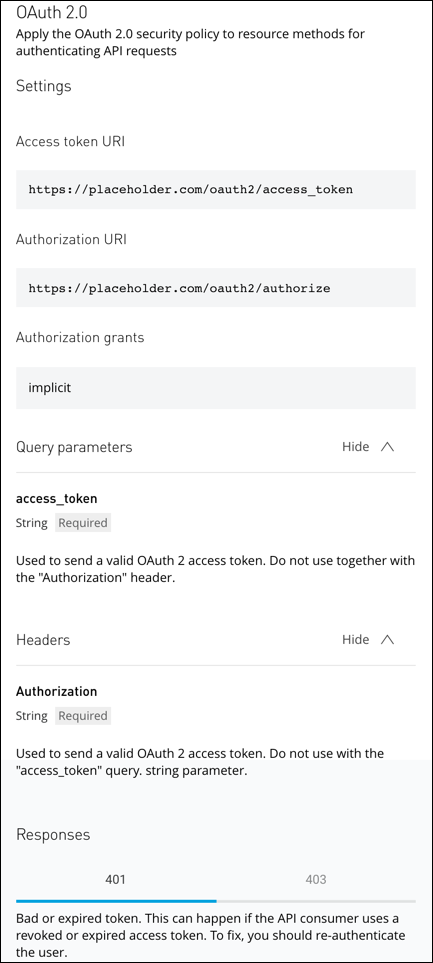 OAuth 2.0
Apply the OAuth 2.0 security policy to resource methods for
authenticating API requests
Settings
Access token URI
https://placeholder.com/oauth2/access_token
Authorization URI
https://placeholder.com/oauth2/authorize
Authorization grants
implicit
Query parameters Hide
access_token
String Required
Used to send a valid OAuth 2 access token. Do not use together with
the "Authorization" header.
Headers Hide
Authorization
String Required
Used to send a valid OAuth 2 access token. Do not use with the
"access_token" query. string parameter.
Responses
401 403
Bad or expired token. This can happen if the API consumer uses a
revoked or expired access token. To fix, you should re-authenticate
the user.